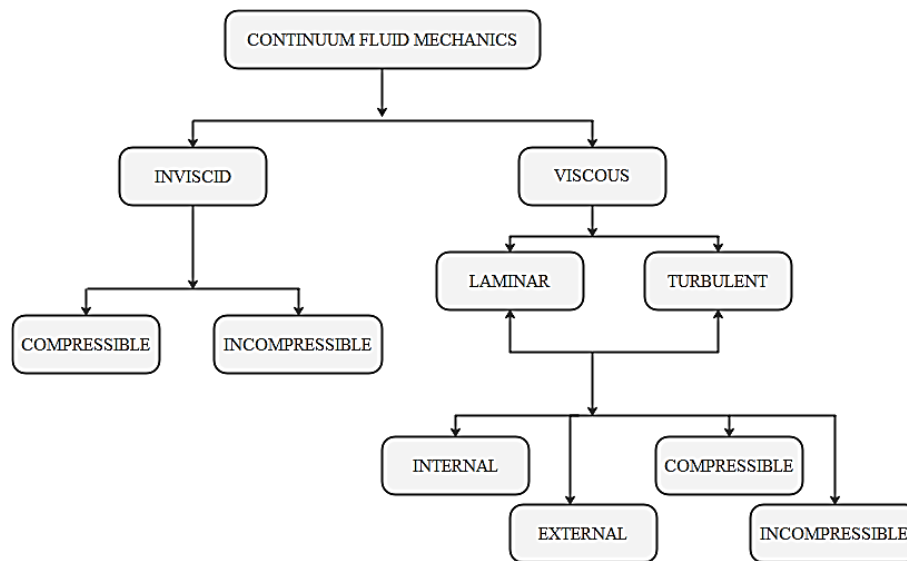 CONTINUUM FLUID MECHANICS
INVISCID
VISCOUS
LAMINAR
TURBULENT
COMPRESSIBLE
INCOMPRESSIBLE
INTERNAL
COMPRESSIBLE
EXTERNAL
INCOMPRESSIBLE